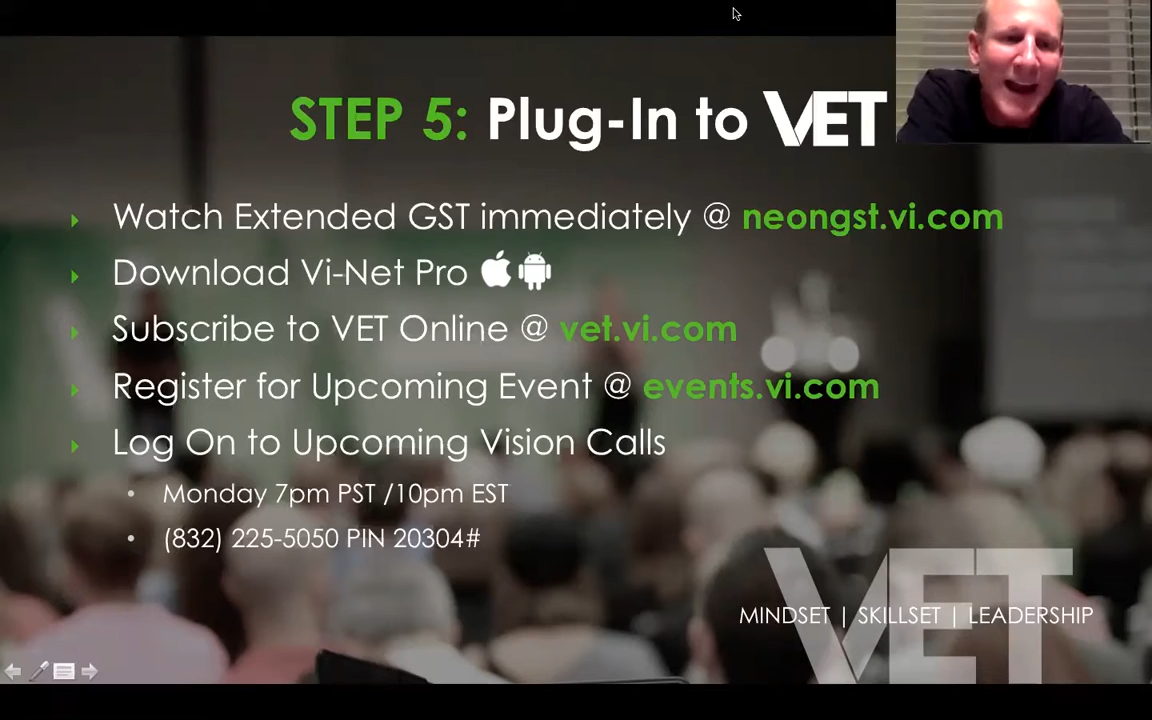 STEP 5: Plug-In to VET
Watch Extended GST immediately @ neongst.vi.com
Download Vi-Net Pro
Subscribe to VET Online @ vet.vi.com
Register for Upcoming Event @ events.vi.com
Log On to Upcoming Vision Calls
Monday 7pm PST /10pm EST
(832) 225-5050 PIN 20304#
VET
MINDSET | SKILLSET | LEADERSHIP